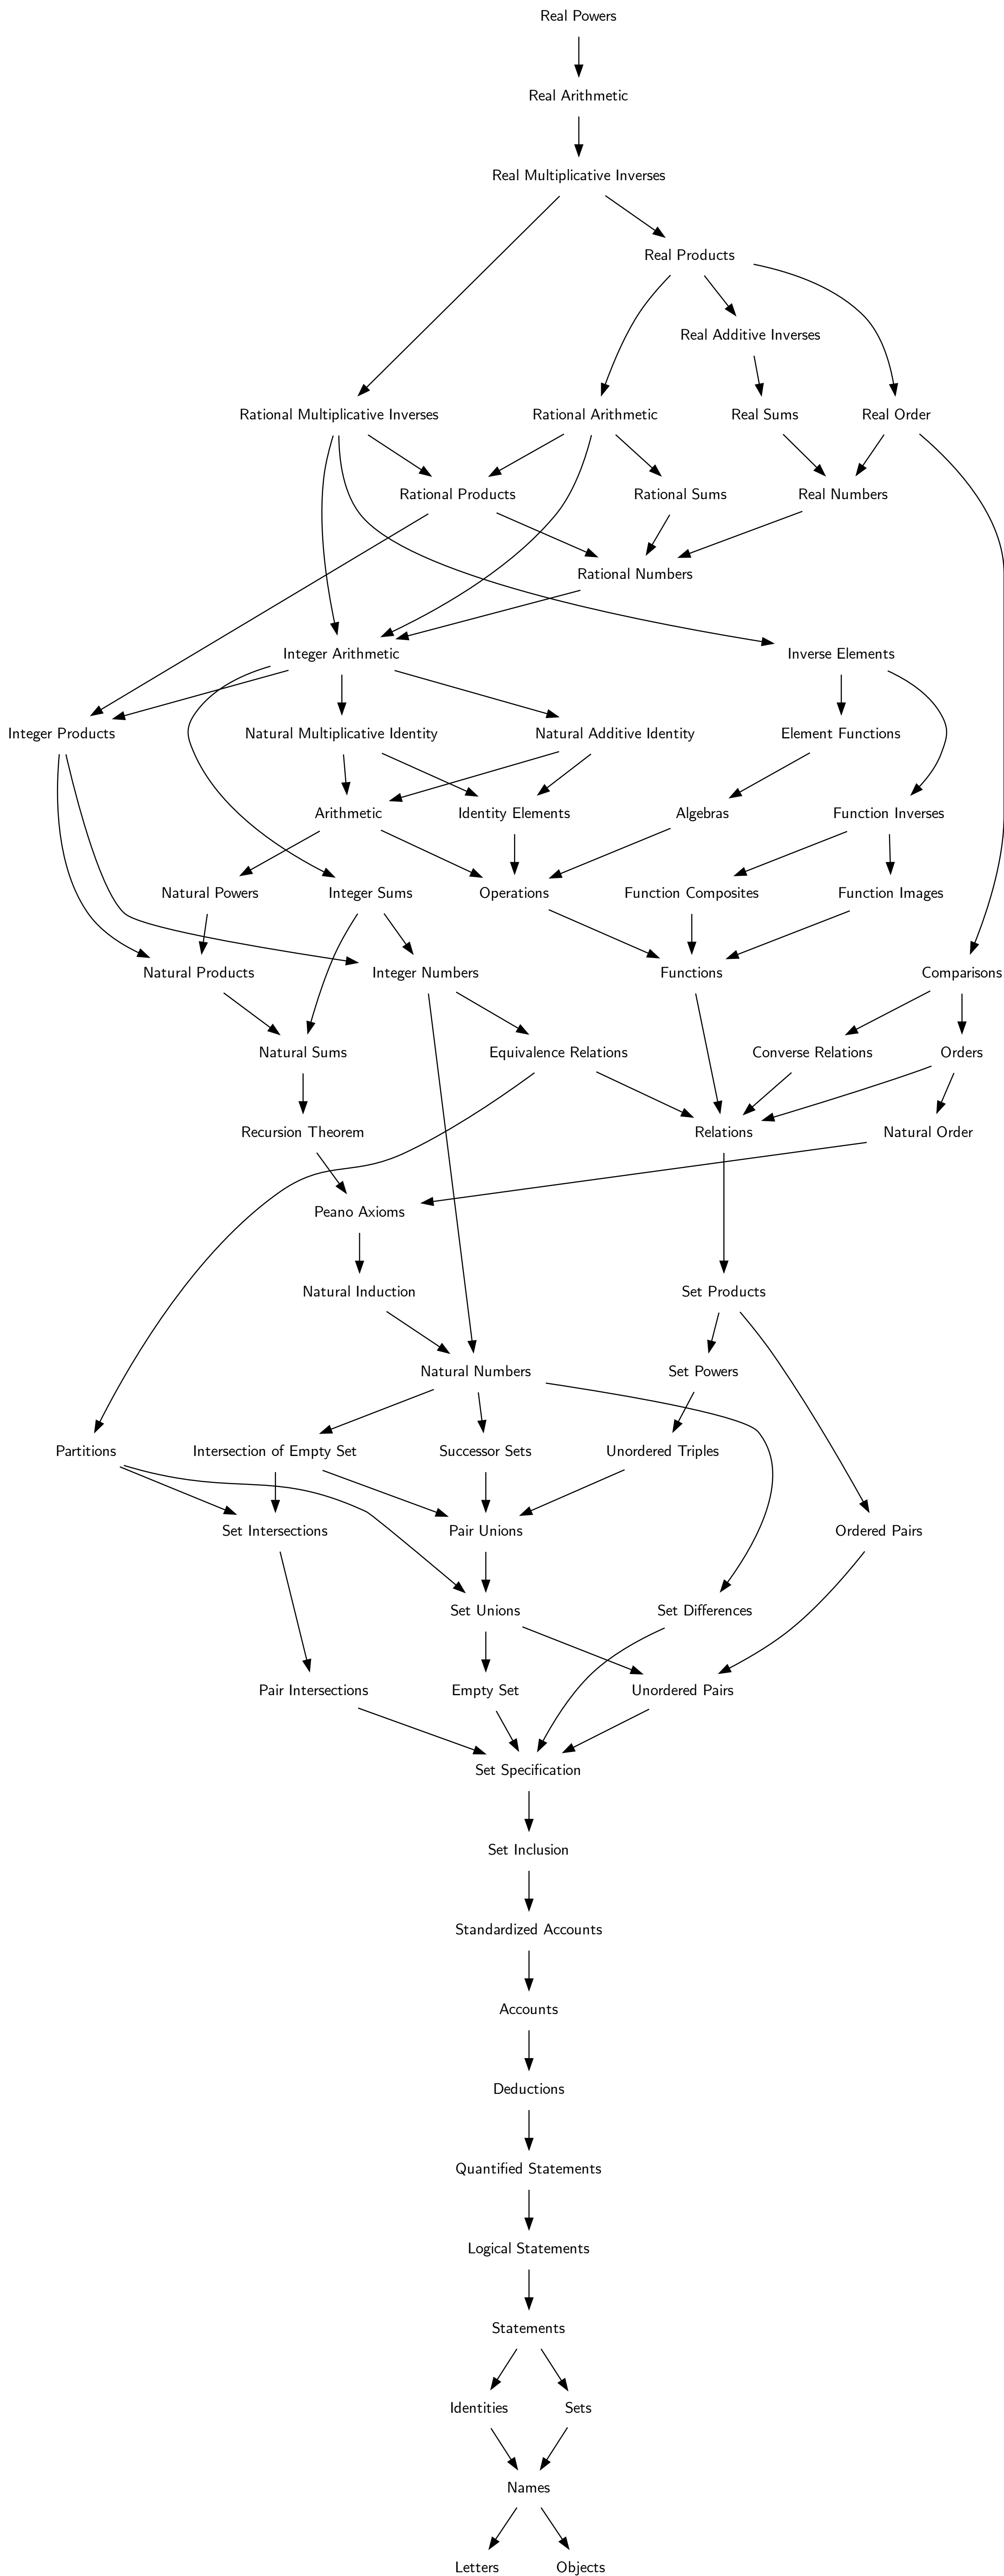 Real Powers
Real Arithmetic
Real Multiplicative Inverses
Real Products
Real Additive Inverses
Rational Multiplicative Inverses
Rational Arithmetic
Real Sums
Real Order
Rational Products
Rational Sums
Real Numbers
Rational Numbers
Integer Arithmetic
Inverse Elements
Integer Products
Natural Multiplicative Identity
Natural Additive Identity
Element Functions
Arithmetic
Identity Elements
Algebras
Function Inverses
Natural Powers
Integer Sums
Operations
Function Composites
Function Images
Natural Products
Integer Numbers
Functions
Comparisons
Natural Sums
Equivalence Relations
Converse Relations
Orders
Recursion Theorem
Relations
Natural Order
Peano Axioms
Natural Induction
Set Products
Natural Numbers
Set Powers
Partitions
Intersection of Empty Set
Successor Sets
Unordered Triples
Set Intersections
Pair Unions
Ordered Pairs
Set Unions
Set Differences
Pair Intersections
Empty Set
Unordered Pairs
Set Specification
Set Inclusion
Standardized Accounts
Accounts
Deductions
Quantified Statements
Logical Statements
Statements
Identities
Sets
Names
Letters
Objects